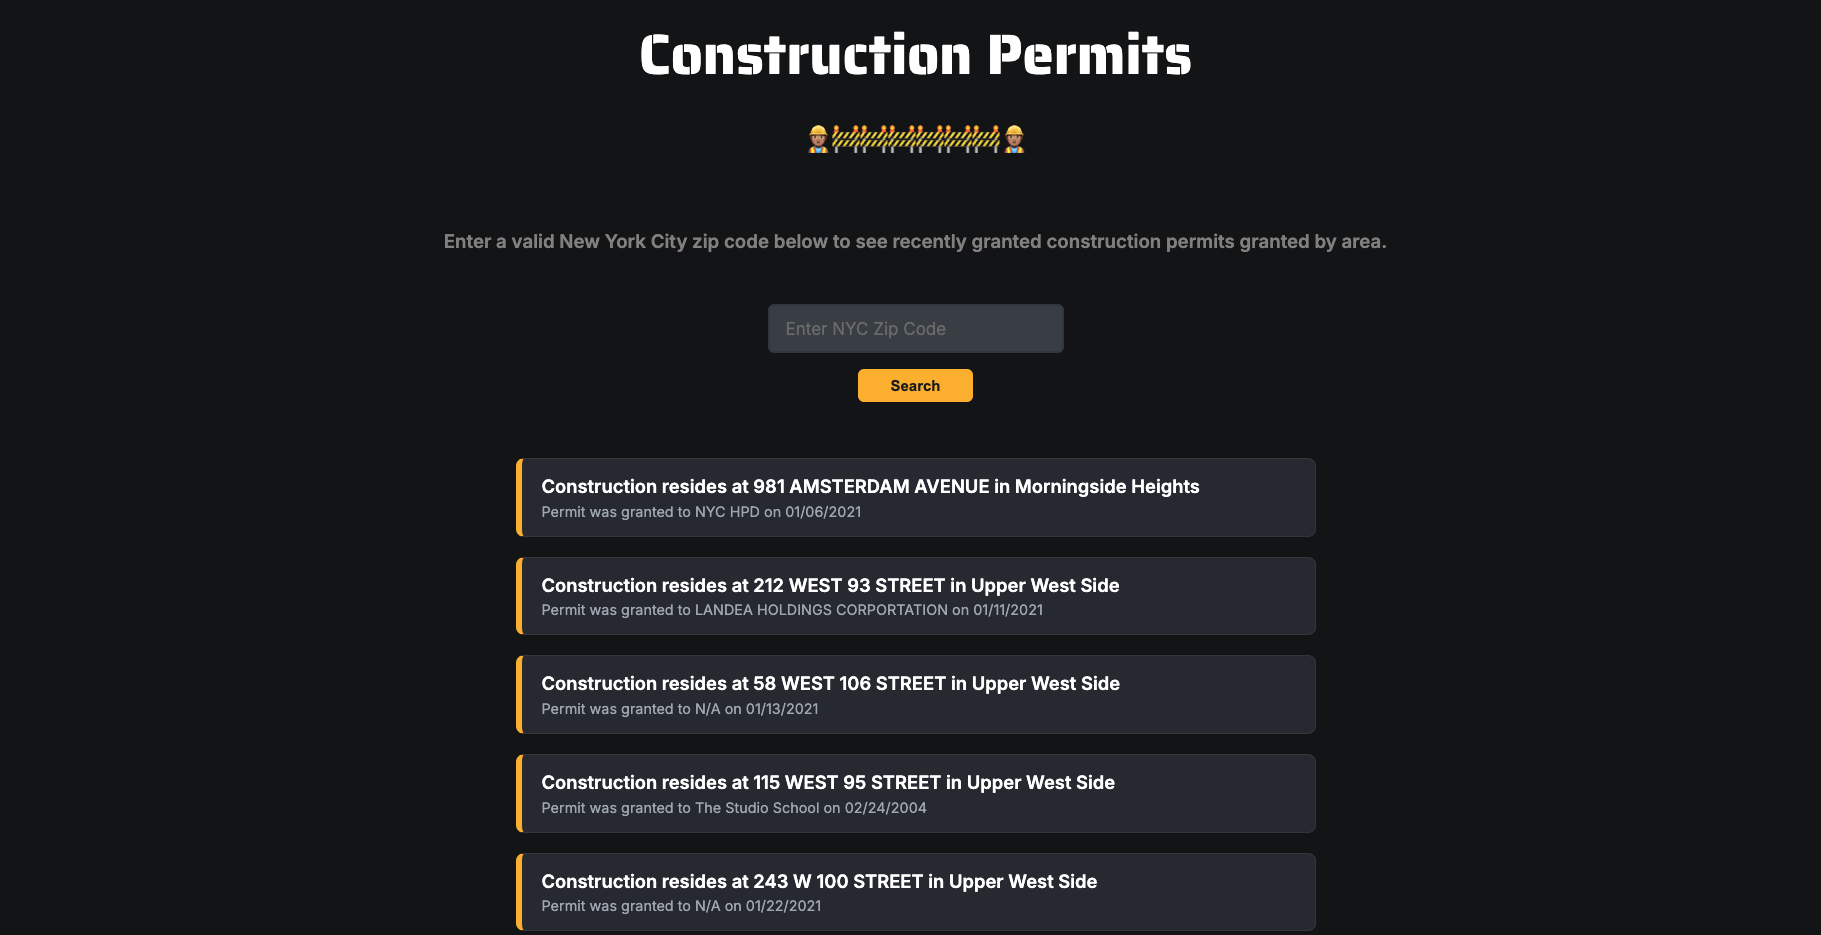 Construction Permits
Enter a valid New York City zip code below to see recently granted construction permits granted by area.
Enter NYC Zip Code
Search
Construction resides at 981 AMSTERDAM AVENUE in Morningside Heights
Permit was granted to NYC HPD on 01/06/2021
Construction resides at 212 WEST 93 STREET in Upper West Side
Permit was granted to LANDEA HOLDINGS CORPORTATION on 01/11/2021
Construction resides at 58 WEST 106 STREET in Upper West Side
Permit was granted to N/A on 01/13/2021
Construction resides at 115 WEST 95 STREET in Upper West Side
Permit was granted to The Studio School on 02/24/2004
Construction resides at 243 W 100 STREET in Upper West Side
Permit was granted to N/A on 01/22/2021